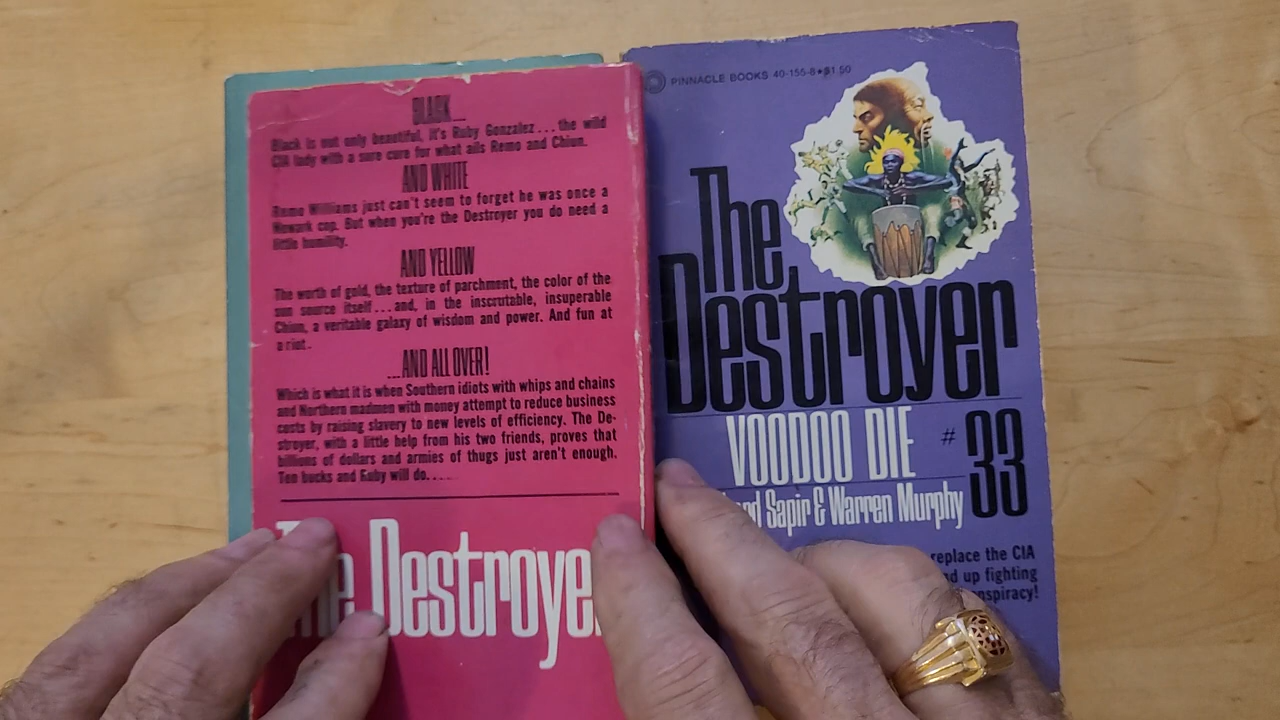 BLACK...
Black is not only beautiful, it's Ruby Gonzalez... the wild
CIA lady with a sure cure for what ails Remo and Chiun.
AND WHITE
Remo Williams just can't seem to forget he was once a
Newark cop. But when you're the Destroyer you do need a
little humility.
AND YELLOW
The worth of gold, the texture of parchment, the color of the
sun source itself... and, in the inscrutable, insuperable
Chiun, a veritable galaxy of wisdom and power. And fun at
a riot.
...AND ALL OVER!
Which is what it is when Southern idiots with whips and chains
and Northern madmen with money attempt to reduce business
costs by raising slavery to new levels of efficiency. The De-
stroyer, with a little help from his two friends, proves that
billions of dollars and armies of thugs just aren't enough.
Ten bucks and Ruby will do....
The Destroyer
PINNACLE BOOKS 40-155-8 • $1.50
The
Destroyer
VOODOO DIE #33
Sapir & Warren Murphy
replace the CIA
up fighting